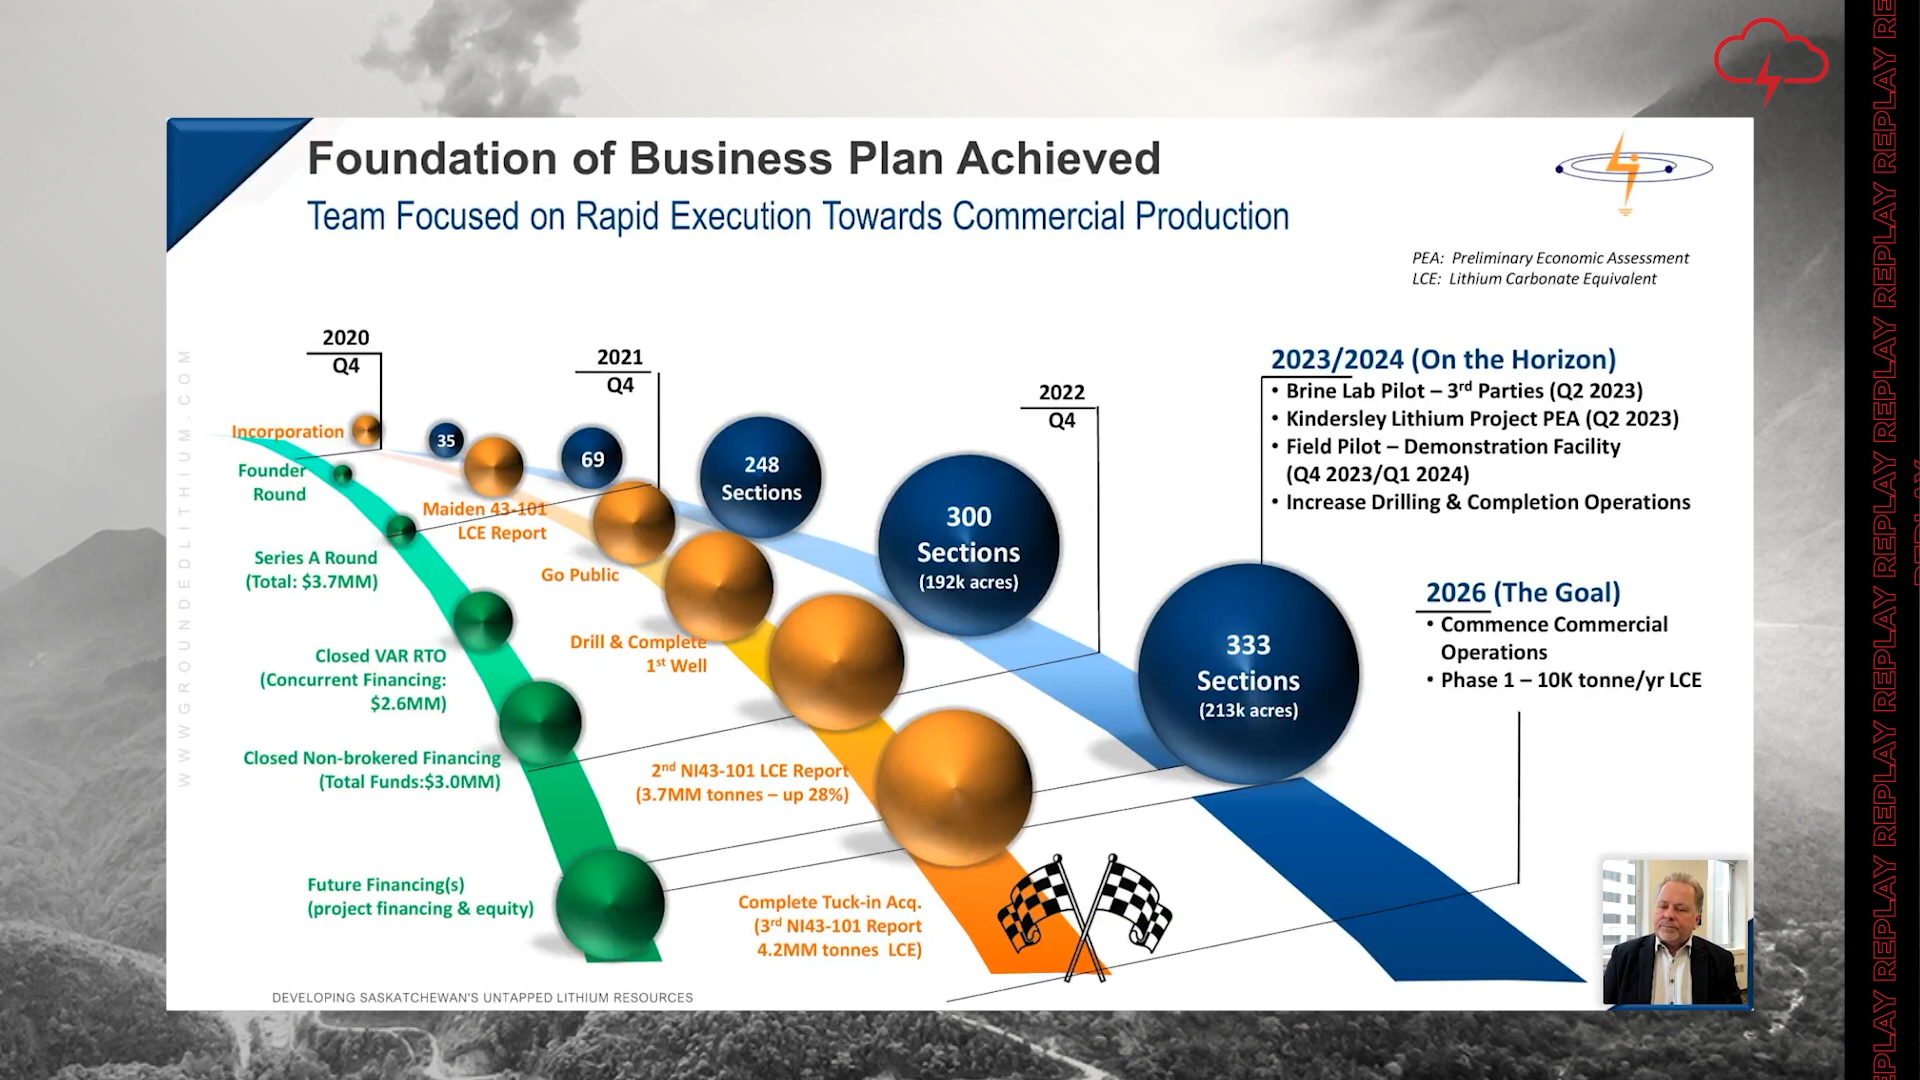 Foundation of Business Plan Achieved
Team Focused on Rapid Execution Towards Commercial Production
PEA: Preliminary Economic Assessment
LCE: Lithium Carbonate Equivalent
WWWGROUNDEDLITHIUM.COM
2020
Q4
2021
Q4
2022
Q4
2023/2024 (On the Horizon)
• Brine Lab Pilot – 3rd Parties (Q2 2023)
• Kindersley Lithium Project PEA (Q2 2023)
• Field Pilot – Demonstration Facility
(Q4 2023/Q1 2024)
• Increase Drilling & Completion Operations
2026 (The Goal)
• Commence Commercial
Operations
• Phase 1 – 10K tonne/yr LCE
35
69
248
Sections
300
Sections
(192k acres)
333
Sections
(213k acres)
Incorporation
Maiden 43-101
LCE Report
Go Public
Drill & Complete
1st Well
2nd NI43-101 LCE Report
(3.7MM tonnes – up 28%)
Complete Tuck-in Acq.
(3rd NI43-101 Report
4.2MM tonnes LCE)
Founder
Round
Series A Round
(Total: $3.7MM)
Closed VAR RTO
(Concurrent Financing:
$2.6MM)
Closed Non-brokered Financing
(Total Funds:$3.0MM)
Future Financing(s)
(project financing & equity)
DEVELOPING SASKATCHEWAN'S UNTAPPED LITHIUM RESOURCES
REPLAY REPLAY REPLAY REPLAY REPLAY REPLAY REPLAY REPLAY
REPLAY